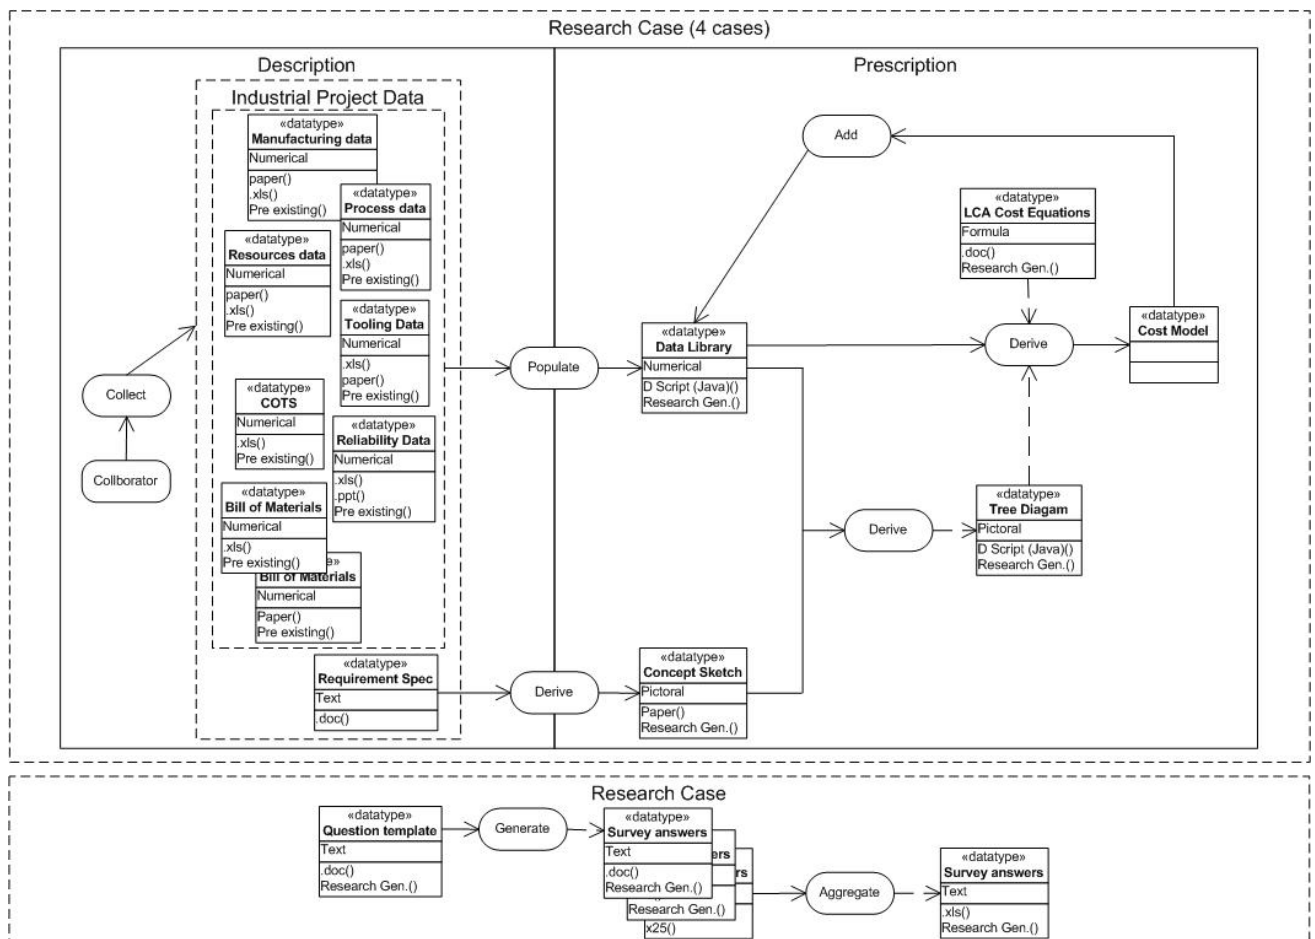 Research Case (4 cases)
Description
Prescription
Industrial Project Data
«datatype»
Manufacturing data
Numerical
paper()
.xls()
Pre existing()
«datatype»
Process data
Numerical
paper()
.xls()
Pre existing()
«datatype»
Resources data
Numerical
paper()
.xls()
Pre existing()
«datatype»
Tooling Data
Numerical
.xls()
paper()
Pre existing()
«datatype»
COTS
Numerical
.xls()
Pre existing()
«datatype»
Reliability Data
Numerical
.xls()
.ppt()
Pre existing()
«datatype»
Bill of Materials
Numerical
.xls()
Pre existing()
e»
Bill of Materials
Numerical
Paper()
Pre existing()
«datatype»
Requirement Spec
Text
.doc()
Collect
Collborator
Populate
Derive
Add
«datatype»
Data Library
Numerical
D Script (Java)()
Research Gen.()
«datatype»
LCA Cost Equations
Formula
.doc()
Research Gen.()
Derive
«datatype»
Cost Model
Derive
«datatype»
Tree Diagam
Pictoral
D Script (Java)()
Research Gen.()
«datatype»
Concept Sketch
Pictoral
Paper()
Research Gen.()
Research Case
«datatype»
Question template
Text
.doc()
Research Gen.()
Generate
«datatype»
Survey answers
Text
.doc()
Research Gen.()
ers
Research Gen.()
rs
x25()
Aggregate
«datatype»
Survey answers
Text
.xls()
Research Gen.()